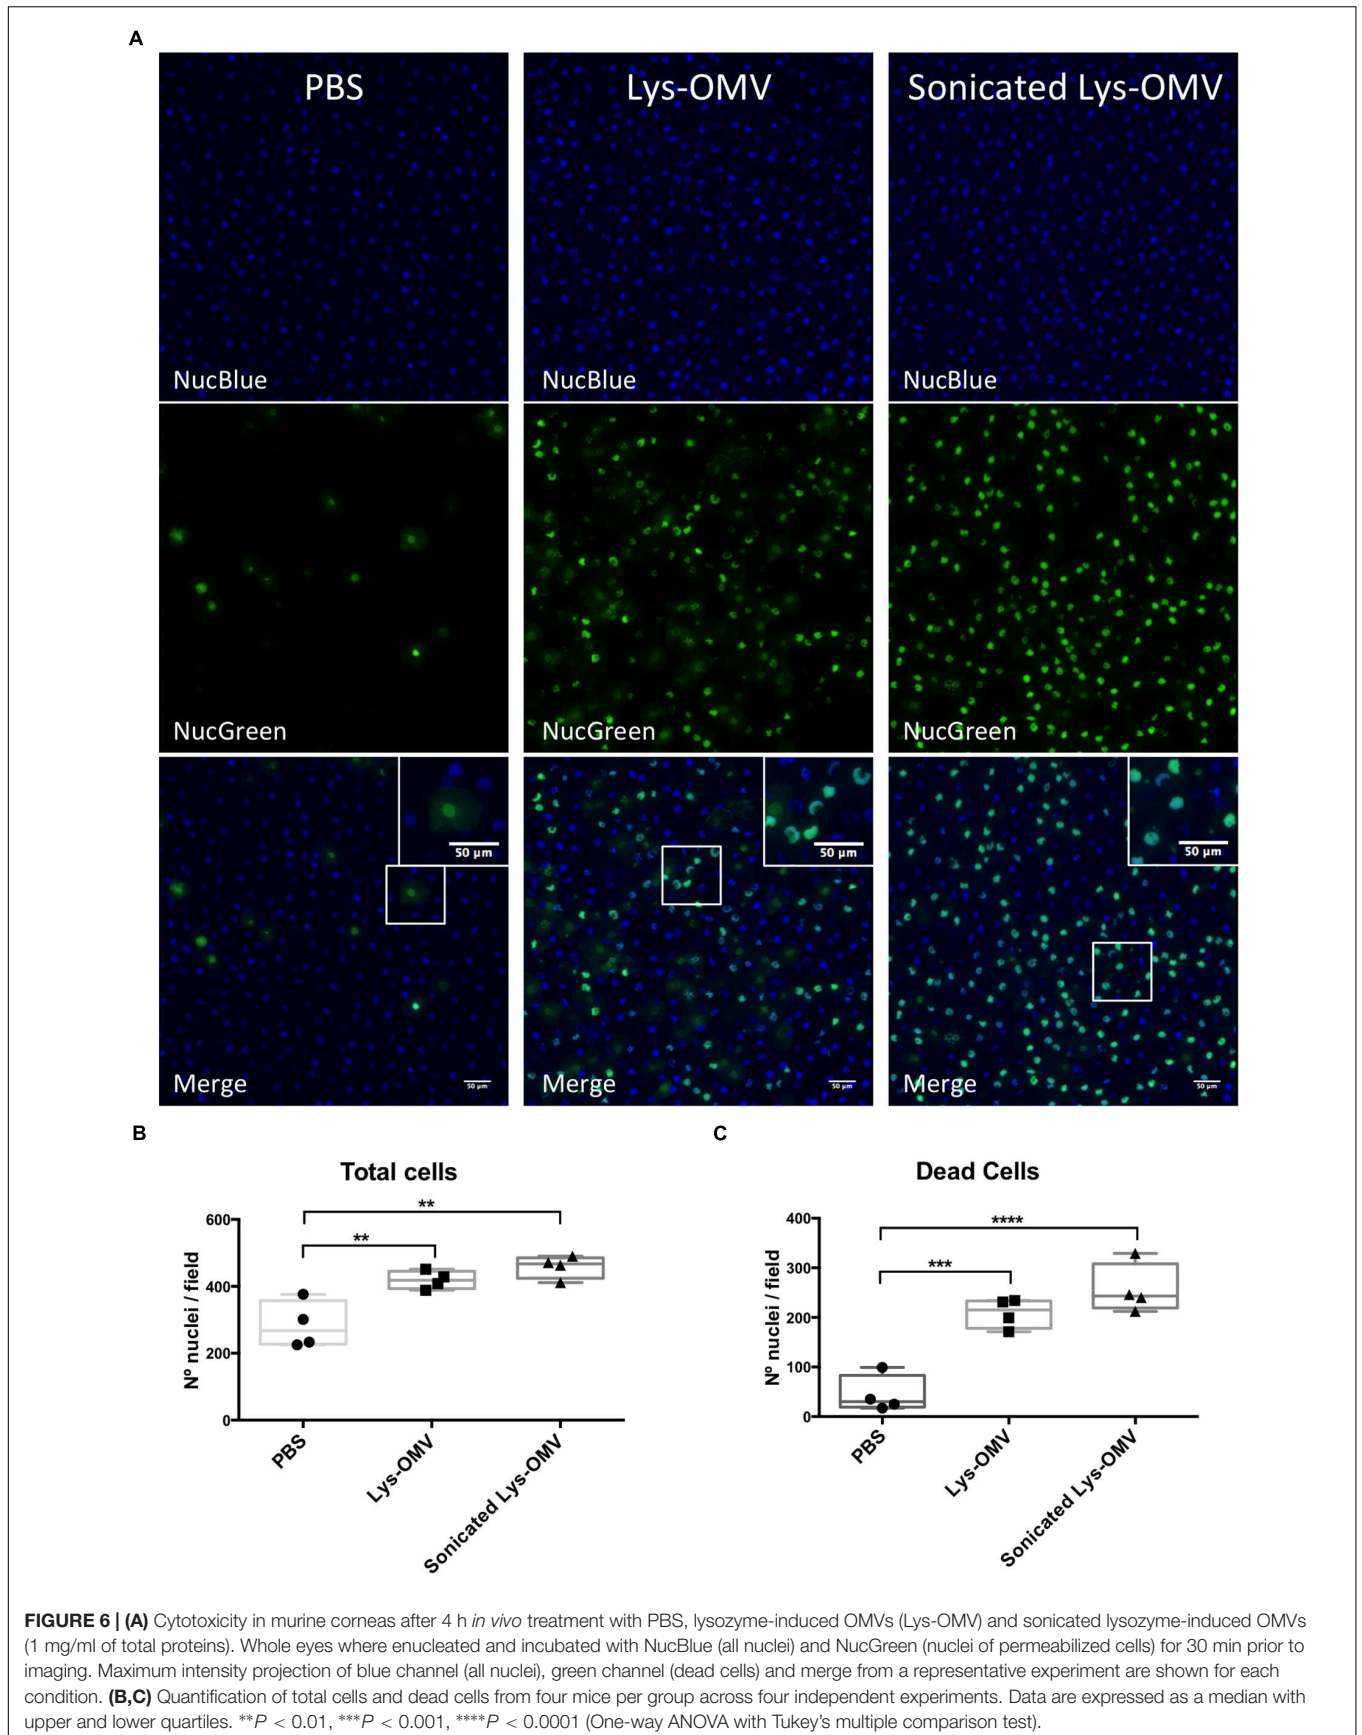 A
PBS
Lys-OMV
Sonicated Lys-OMV
NucBlue
NucBlue
NucBlue
NucGreen
NucGreen
NucGreen
50 µm
50 µm
50 µm
Merge
50 µm
Merge
50 µm
Merge
50 µm
B
Total cells
**
**
600
400
200
0
Nº nuclei / field
PBS
Lys-OMV
Sonicated Lys-OMV
C
Dead Cells
****
***
400
300
200
100
0
Nº nuclei / field
PBS
Lys-OMV
Sonicated Lys-OMV
FIGURE 6 | (A) Cytotoxicity in murine corneas after 4 h in vivo treatment with PBS, lysozyme-induced OMVs (Lys-OMV) and sonicated lysozyme-induced OMVs
(1 mg/ml of total proteins). Whole eyes where enucleated and incubated with NucBlue (all nuclei) and NucGreen (nuclei of permeabilized cells) for 30 min prior to
imaging. Maximum intensity projection of blue channel (all nuclei), green channel (dead cells) and merge from a representative experiment are shown for each
condition. (B,C) Quantification of total cells and dead cells from four mice per group across four independent experiments. Data are expressed as a median with
upper and lower quartiles. **P < 0.01, ***P < 0.001, ****P < 0.0001 (One-way ANOVA with Tukey's multiple comparison test).